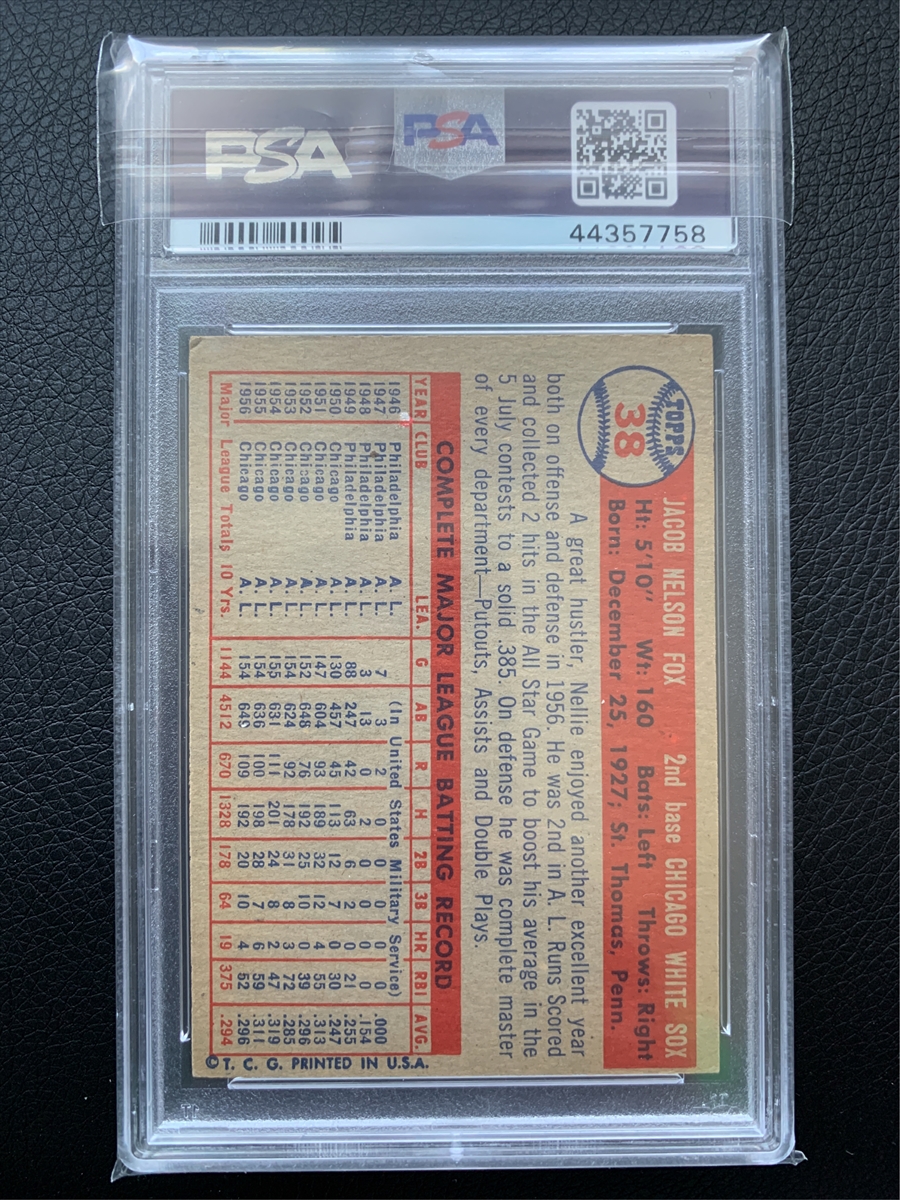 PSA
PSA
44357758
TOPPS
38
JACOB NELSON FOX 2nd base CHICAGO WHITE SOX
Ht: 5'10" Wt: 160 Bats: Left Throws: Right
Born: December 25, 1927; St. Thomas, Penn.
A great hustler, Nellie enjoyed another excellent year
both on offense and defense in 1956. He was 2nd in A. L. Runs Scored
and collected 2 hits in the All Star Game to boost his average in the
5 July contests to a solid .385. On defense he was complete master
of every department—Putouts, Assists and Double Plays.
COMPLETE MAJOR LEAGUE BATTING RECORD
YEAR CLUB LEA. G AB R H 2B 3B HR RBI AVG.
1946 Philadelphia A. L. (In United States Military Service)
1947 Philadelphia A. L. 7 3 2 0 0 0 0 0 .000
1948 Philadelphia A. L. 3 13 0 2 0 0 0 0 .154
1949 Philadelphia A. L. 88 247 42 63 6 2 0 21 .255
1950 Chicago A. L. 130 457 45 113 12 7 0 30 .247
1951 Chicago A. L. 147 604 93 189 32 12 4 55 .313
1952 Chicago A. L. 152 648 76 192 25 10 0 39 .296
1953 Chicago A. L. 154 624 92 178 31 8 3 72 .285
1954 Chicago A. L. 155 631 111 201 24 8 2 47 .319
1955 Chicago A. L. 154 636 100 198 28 7 6 59 .311
1956 Chicago A. L. 154 649 109 192 20 10 4 52 .296
Major League Totals 10 Yrs. 1144 4512 670 1328 178 64 19 375 .294
© T. C. G. PRINTED IN U.S.A.